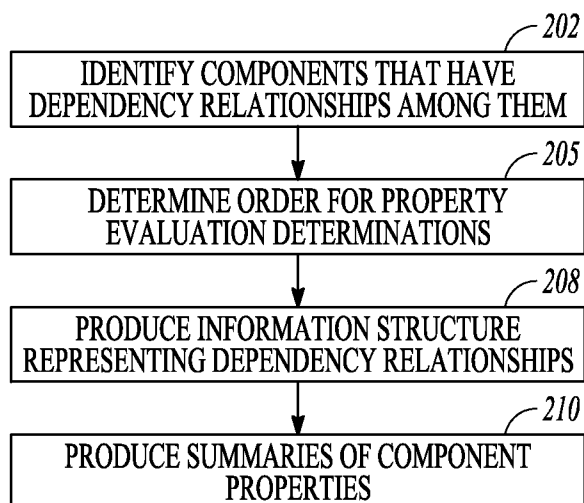 202
IDENTIFY COMPONENTS THAT HAVE
DEPENDENCY RELATIONSHIPS AMONG THEM
205
DETERMINE ORDER FOR PROPERTY
EVALUATION DETERMINATIONS
208
PRODUCE INFORMATION STRUCTURE
REPRESENTING DEPENDENCY RELATIONSHIPS
210
PRODUCE SUMMARIES OF COMPONENT
PROPERTIES